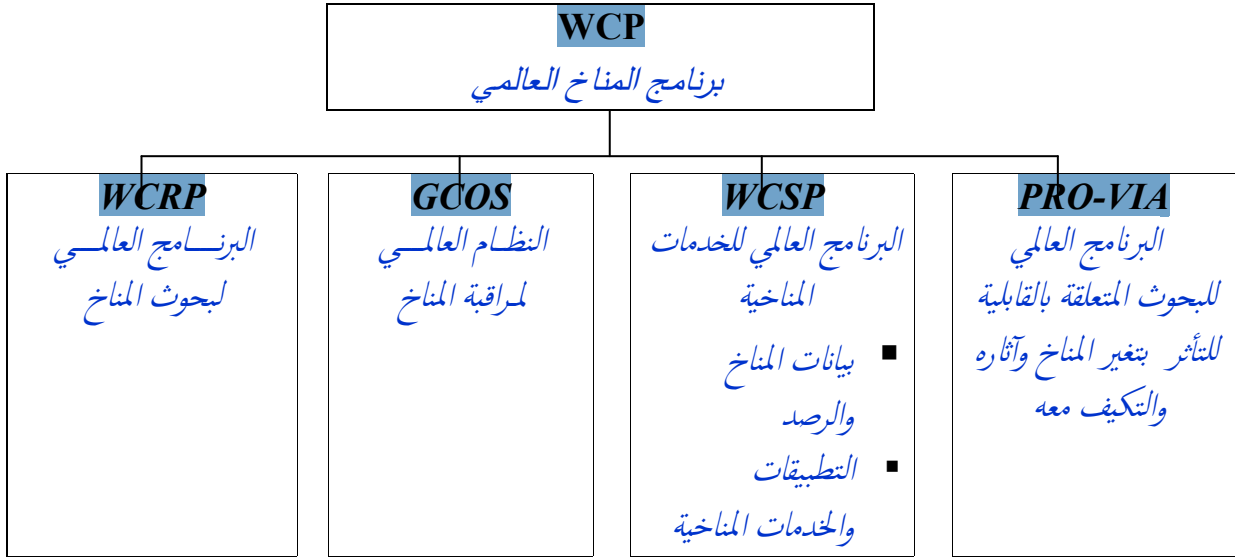 WCP
برنامج المناخ العالمي
PRO-VIA
البرنامج العالمي
للبحوث المتعلقة بالقابلية
للتأثر بتغير المناخ وآثاره
والتكيف معه
WCSP
البرنامج العالمي للخدمات
المناخية
▪ بيانات المناخ
والرصد
▪ التطبيقات
والخدمات المناخية
GCOS
النظـام العالمـــي
لمـراقبة المناخ
WCRP
البرنـــامج العالمـــي
لبحوث المناخ